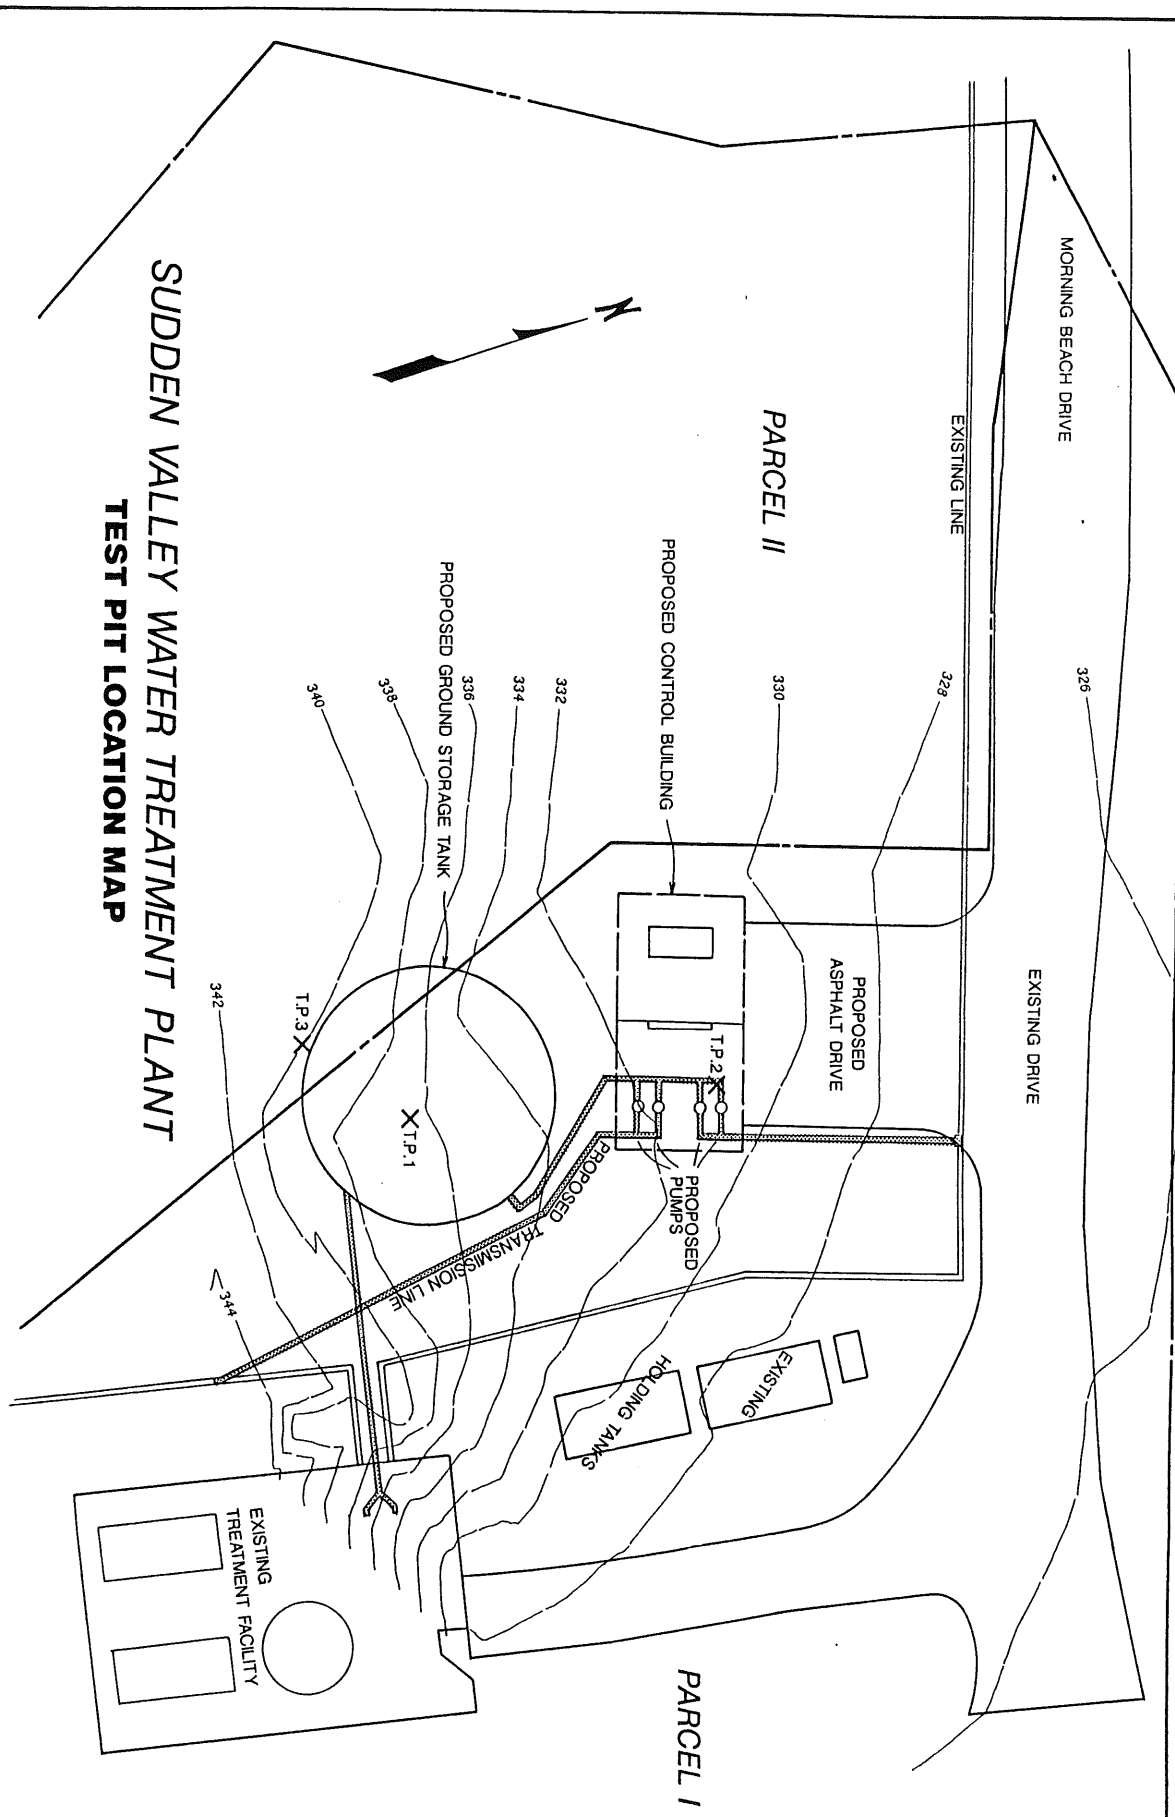 MORNING BEACH DRIVE
EXISTING LINE
326
328
EXISTING DRIVE
N
PARCEL II
PROPOSED CONTROL BUILDING
330
PROPOSED
ASPHALT DRIVE
PROPOSED GROUND STORAGE TANK
332
334
336
338
340
342
344
T.P.2
T.P.1
T.P.3
PROPOSED
PUMPS
PROPOSED
TRANSMISSION LINE
EXISTING
HOLDING TANKS
EXISTING
TREATMENT FACILITY
PARCEL I
SUDDEN VALLEY WATER TREATMENT PLANT
TEST PIT LOCATION MAP